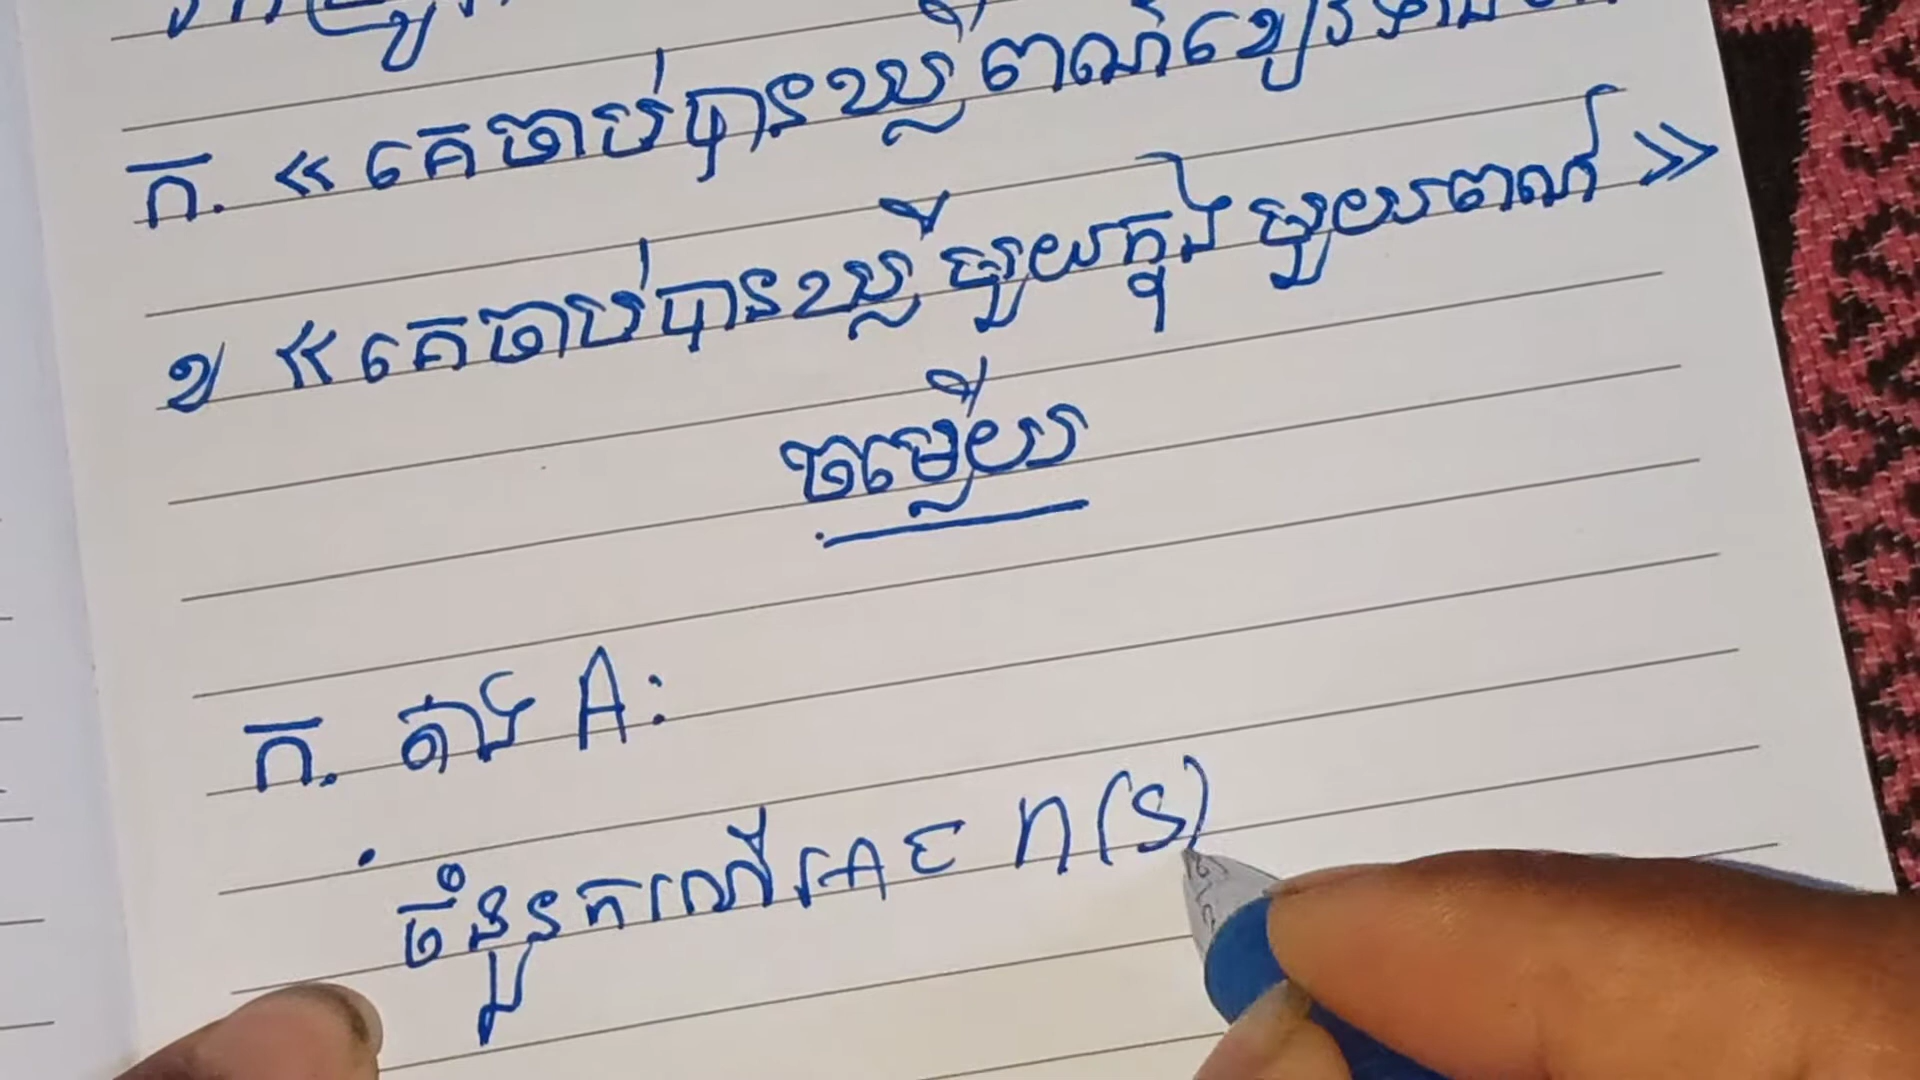 ក. « គេចាប់បានឃ្លីពណ៌ខៀវទាំង
ខ « គេចាប់បានឃ្លីមួយក្នុងមួយពណ៌ »
ចម្លើយ
ក. តាង A:
ចំនួនករណីអាច n(S)